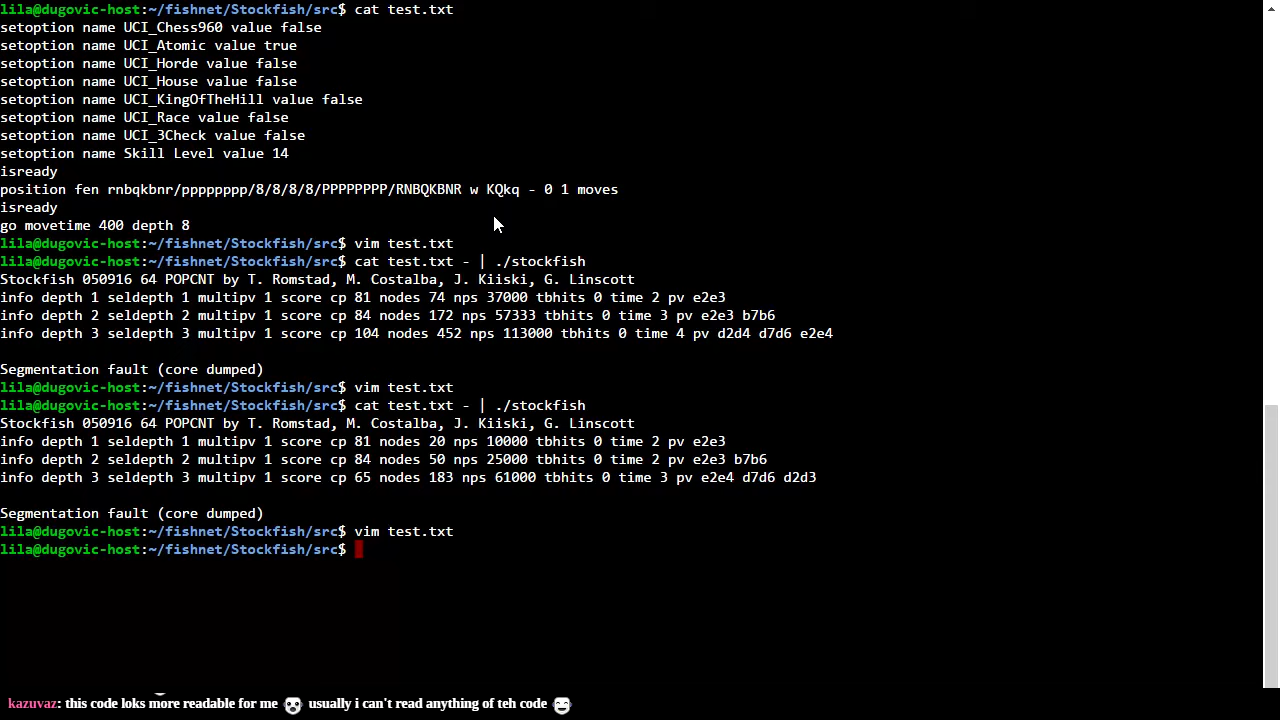 lila@dugovic-host:~/fishnet/Stockfish/src$ cat test.txt
setoption name UCI_Chess960 value false
setoption name UCI_Atomic value true
setoption name UCI_Horde value false
setoption name UCI_House value false
setoption name UCI_KingOfTheHill value false
setoption name UCI_Race value false
setoption name UCI_3Check value false
setoption name Skill Level value 14
isready
position fen rnbqkbnr/pppppppp/8/8/8/8/PPPPPPPP/RNBQKBNR w KQkq - 0 1 moves
isready
go movetime 400 depth 8
lila@dugovic-host:~/fishnet/Stockfish/src$ vim test.txt
lila@dugovic-host:~/fishnet/Stockfish/src$ cat test.txt - | ./stockfish
Stockfish 050916 64 POPCNT by T. Romstad, M. Costalba, J. Kiiski, G. Linscott
info depth 1 seldepth 1 multipv 1 score cp 81 nodes 74 nps 37000 tbhits 0 time 2 pv e2e3
info depth 2 seldepth 2 multipv 1 score cp 84 nodes 172 nps 57333 tbhits 0 time 3 pv e2e3 b7b6
info depth 3 seldepth 3 multipv 1 score cp 104 nodes 452 nps 113000 tbhits 0 time 4 pv d2d4 d7d6 e2e4
Segmentation fault (core dumped)
lila@dugovic-host:~/fishnet/Stockfish/src$ vim test.txt
lila@dugovic-host:~/fishnet/Stockfish/src$ cat test.txt - | ./stockfish
Stockfish 050916 64 POPCNT by T. Romstad, M. Costalba, J. Kiiski, G. Linscott
info depth 1 seldepth 1 multipv 1 score cp 81 nodes 20 nps 10000 tbhits 0 time 2 pv e2e3
info depth 2 seldepth 2 multipv 1 score cp 84 nodes 50 nps 25000 tbhits 0 time 2 pv e2e3 b7b6
info depth 3 seldepth 3 multipv 1 score cp 65 nodes 183 nps 61000 tbhits 0 time 3 pv e2e4 d7d6 d2d3
Segmentation fault (core dumped)
lila@dugovic-host:~/fishnet/Stockfish/src$ vim test.txt
lila@dugovic-host:~/fishnet/Stockfish/src$
kazuvaz: this code loks more readable for me usually i can't read anything of teh code